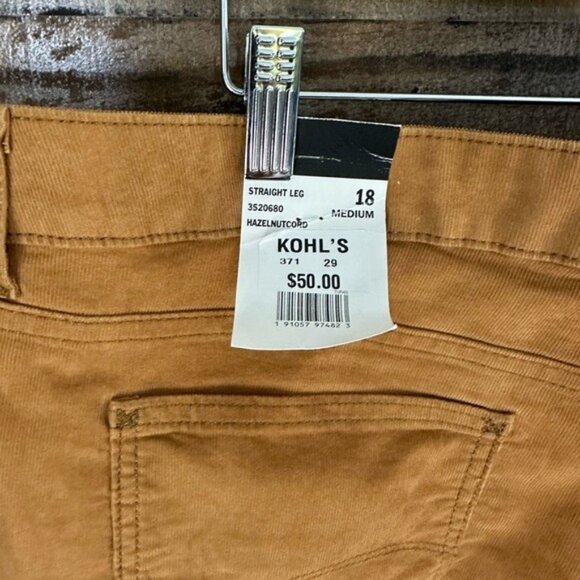 STRAIGHT LEG 18
3520680 MEDIUM
HAZELNUTCORD
KOHL'S
371 29
$50.00
1 91057 97462 3